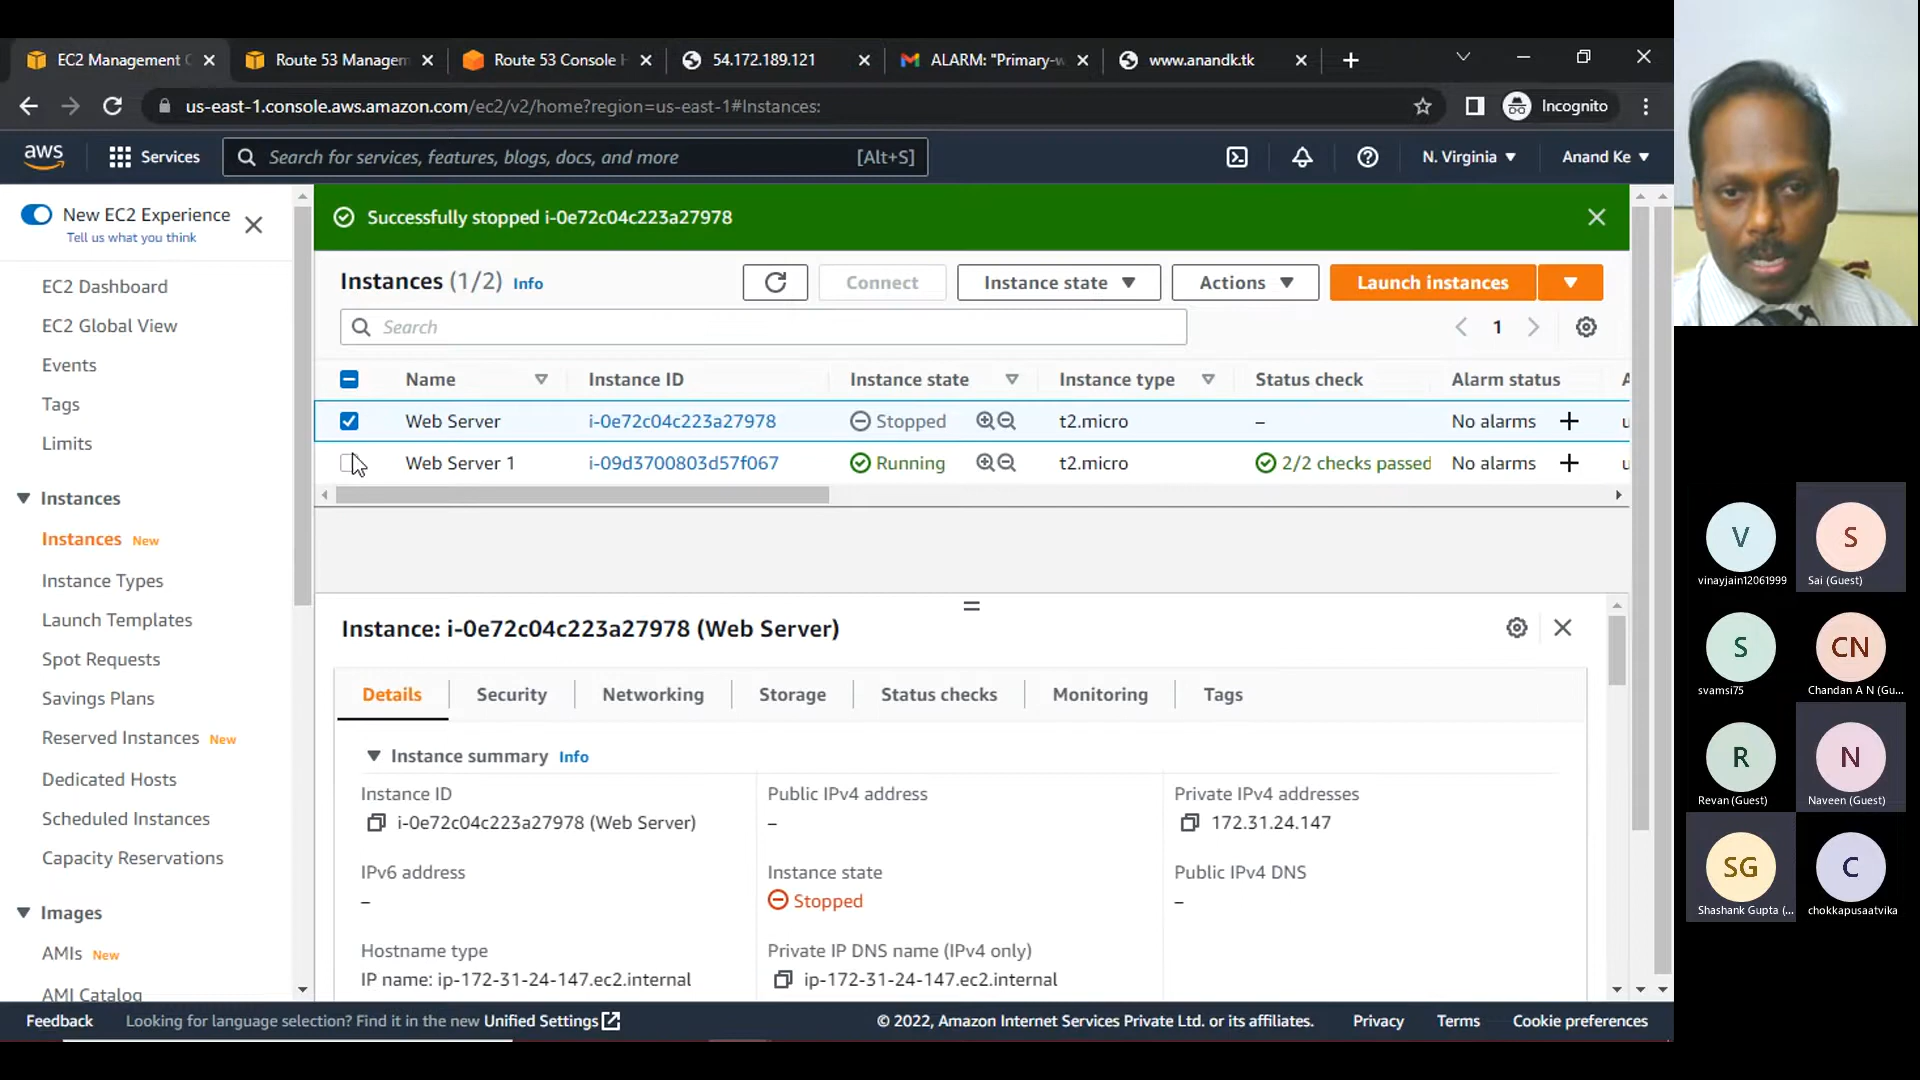 EC2 Management C
Route 53 Managem
Route 53 Console H
54.172.189.121
ALARM: "Primary-w
www.anandk.tk
us-east-1.console.aws.amazon.com/ec2/v2/home?region=us-east-1#Instances:
Incognito
aws
Services
Search for services, features, blogs, docs, and more
[Alt+S]
N. Virginia
Anand Ke
New EC2 Experience
Tell us what you think
EC2 Dashboard
EC2 Global View
Events
Tags
Limits
Instances
Instances New
Instance Types
Launch Templates
Spot Requests
Savings Plans
Reserved Instances New
Dedicated Hosts
Scheduled Instances
Capacity Reservations
Images
AMIs New
AMI Catalog
Successfully stopped i-0e72c04c223a27978
Instances (1/2) Info
Connect
Instance state
Actions
Launch instances
Search
1
Name Instance ID Instance state Instance type Status check Alarm status A
Web Server i-0e72c04c223a27978 Stopped t2.micro – No alarms + u
Web Server 1 i-09d3700803d57f067 Running t2.micro 2/2 checks passed No alarms + u
Instance: i-0e72c04c223a27978 (Web Server)
Details Security Networking Storage Status checks Monitoring Tags
Instance summary Info
Instance ID
i-0e72c04c223a27978 (Web Server)
Public IPv4 address
–
Private IPv4 addresses
172.31.24.147
IPv6 address
–
Instance state
Stopped
Public IPv4 DNS
–
Hostname type
IP name: ip-172-31-24-147.ec2.internal
Private IP DNS name (IPv4 only)
ip-172-31-24-147.ec2.internal
Feedback
Looking for language selection? Find it in the new Unified Settings
© 2022, Amazon Internet Services Private Ltd. or its affiliates.
Privacy
Terms
Cookie preferences
V
vinayjain12061999
S
Sai (Guest)
S
svamsi75
CN
Chandan A N (Gu...
R
Revan (Guest)
N
Naveen (Guest)
SG
Shashank Gupta (...
C
chokkapusaatvika